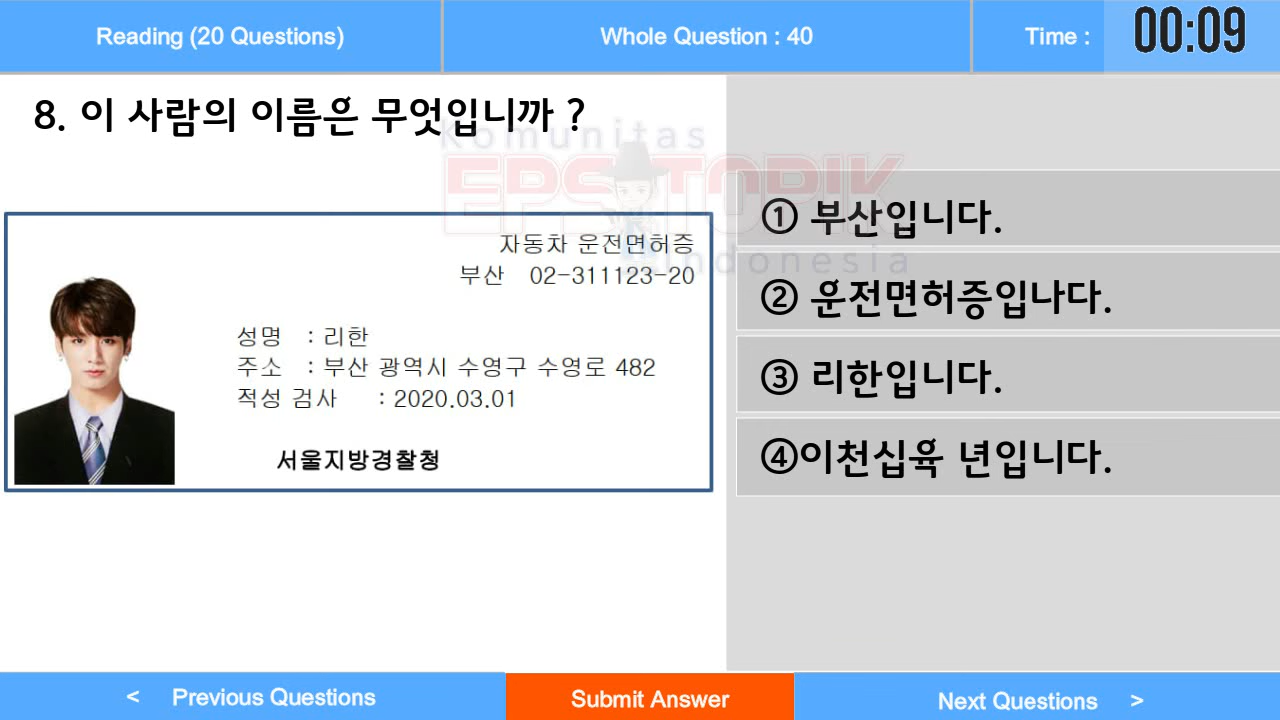 Reading (20 Questions)
Whole Question : 40
Time :
00:09
8. 이 사람의 이름은 무엇입니까 ?
Komunitas
EPS TOPIK
indonesia
자동차 운전면허증
부산 02-311123-20
성명 : 리한
주소 : 부산 광역시 수영구 수영로 482
적성 검사 : 2020.03.01
서울지방경찰청
① 부산입니다.
② 운전면허증입나다.
③ 리한입니다.
④이천십육 년입니다.
< Previous Questions
Submit Answer
Next Questions >